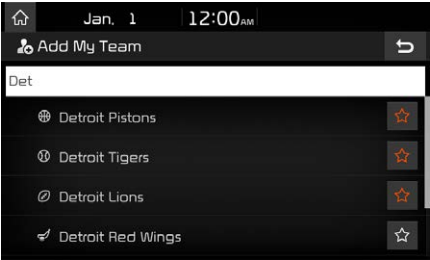 Jan. 1 12:00AM
Add My Team
Det
Detroit Pistons
Detroit Tigers
Detroit Lions
Detroit Red Wings